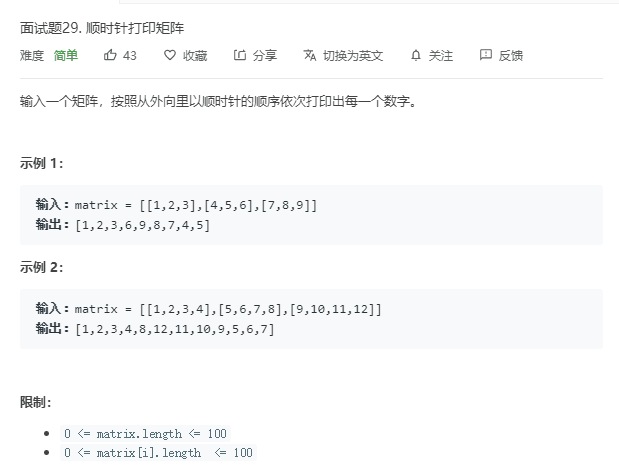 面试题29. 顺时针打印矩阵
难度 简单 43 收藏 分享 切换为英文 关注 反馈
输入一个矩阵，按照从外向里以顺时针的顺序依次打印出每一个数字。
示例 1：
输入：matrix = [[1,2,3],[4,5,6],[7,8,9]]
输出：[1,2,3,6,9,8,7,4,5]
示例 2：
输入：matrix = [[1,2,3,4],[5,6,7,8],[9,10,11,12]]
输出：[1,2,3,4,8,12,11,10,9,5,6,7]
限制：
0 <= matrix.length <= 100
0 <= matrix[i].length <= 100